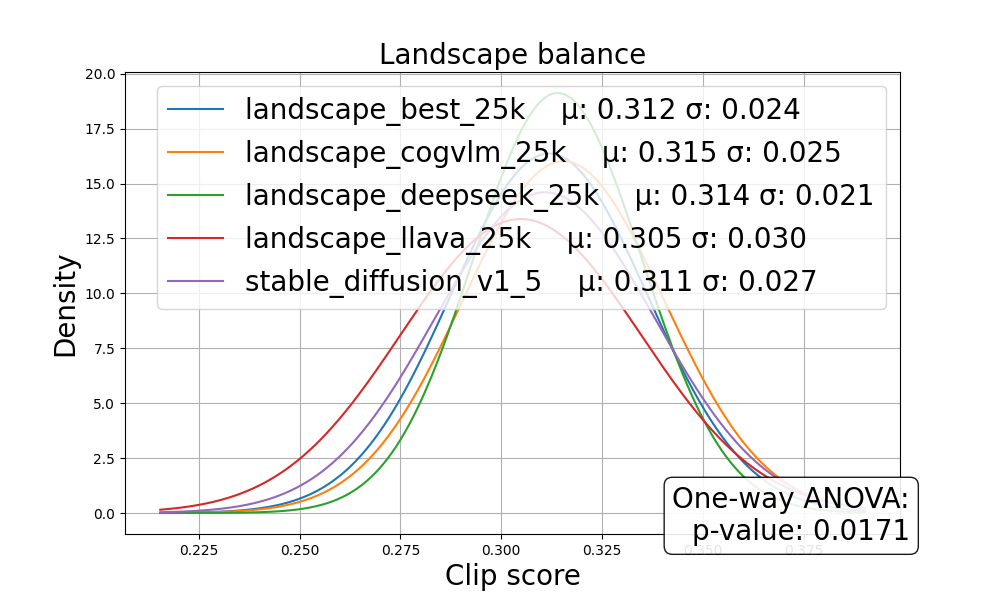 Landscape balance
20.0
17.5
15.0
12.5
10.0
7.5
5.0
2.5
0.0
Density
landscape_best_25k μ: 0.312 σ: 0.024
landscape_cogvlm_25k μ: 0.315 σ: 0.025
landscape_deepseek_25k μ: 0.314 σ: 0.021
landscape_llava_25k μ: 0.305 σ: 0.030
stable_diffusion_v1_5 μ: 0.311 σ: 0.027
One-way ANOVA:
p-value: 0.0171
0.225 0.250 0.275 0.300 0.325 0.350 0.375
Clip score